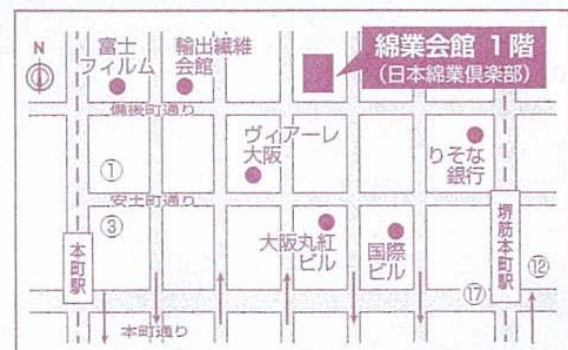 N
富士
フィルム
輸出繊維
会館
綿業会館 1階
(日本綿業倶楽部)
備後町通り
ヴィアーレ
大阪
りそな
銀行
①
安土町通り
③
大阪丸紅
ビル
国際
ビル
本町駅
堺筋本町駅
⑫
⑰
本町通り